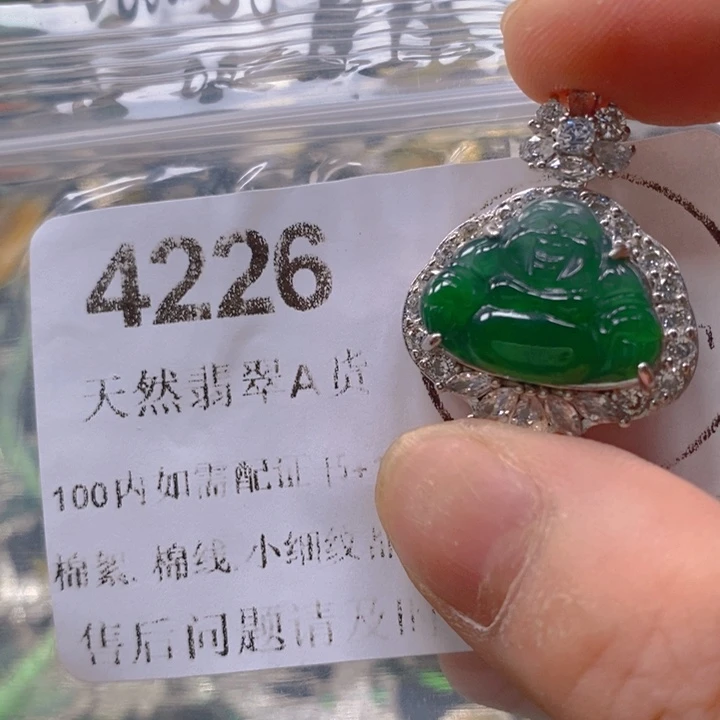 4226
天然翡翠A货
100内如需配证15+
棉絮 棉线 小细纹
售后问题请及时